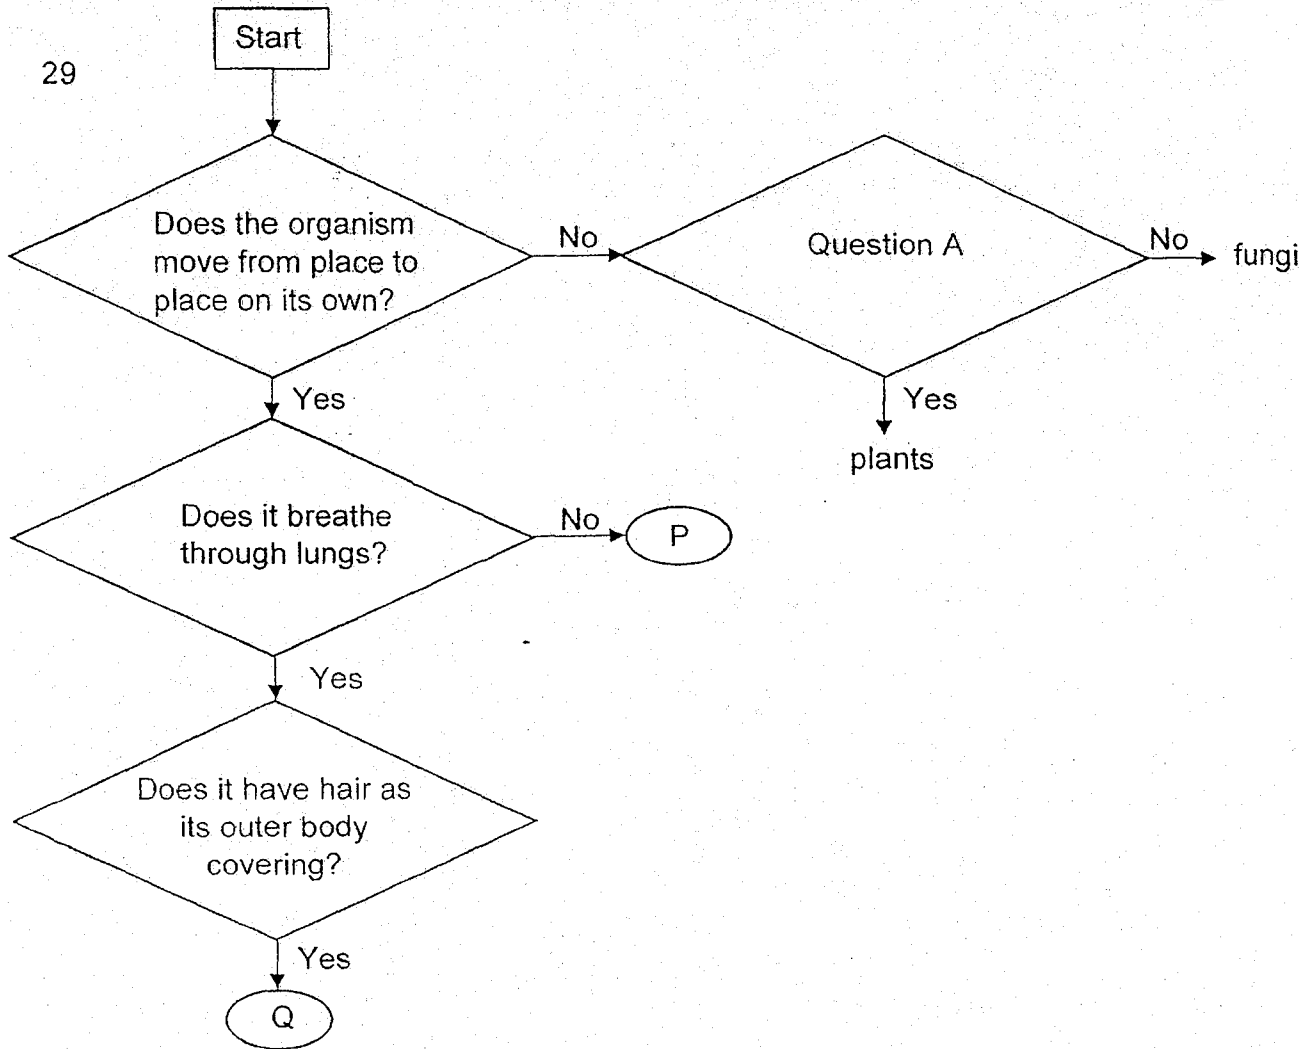 Start
29
Does the organism
move from place to
place on its own?
No
Question A
No
fungi
Yes
Yes
plants
Does it breathe
through lungs?
No
P
Yes
Does it have hair as
its outer body
covering?
Yes
Q